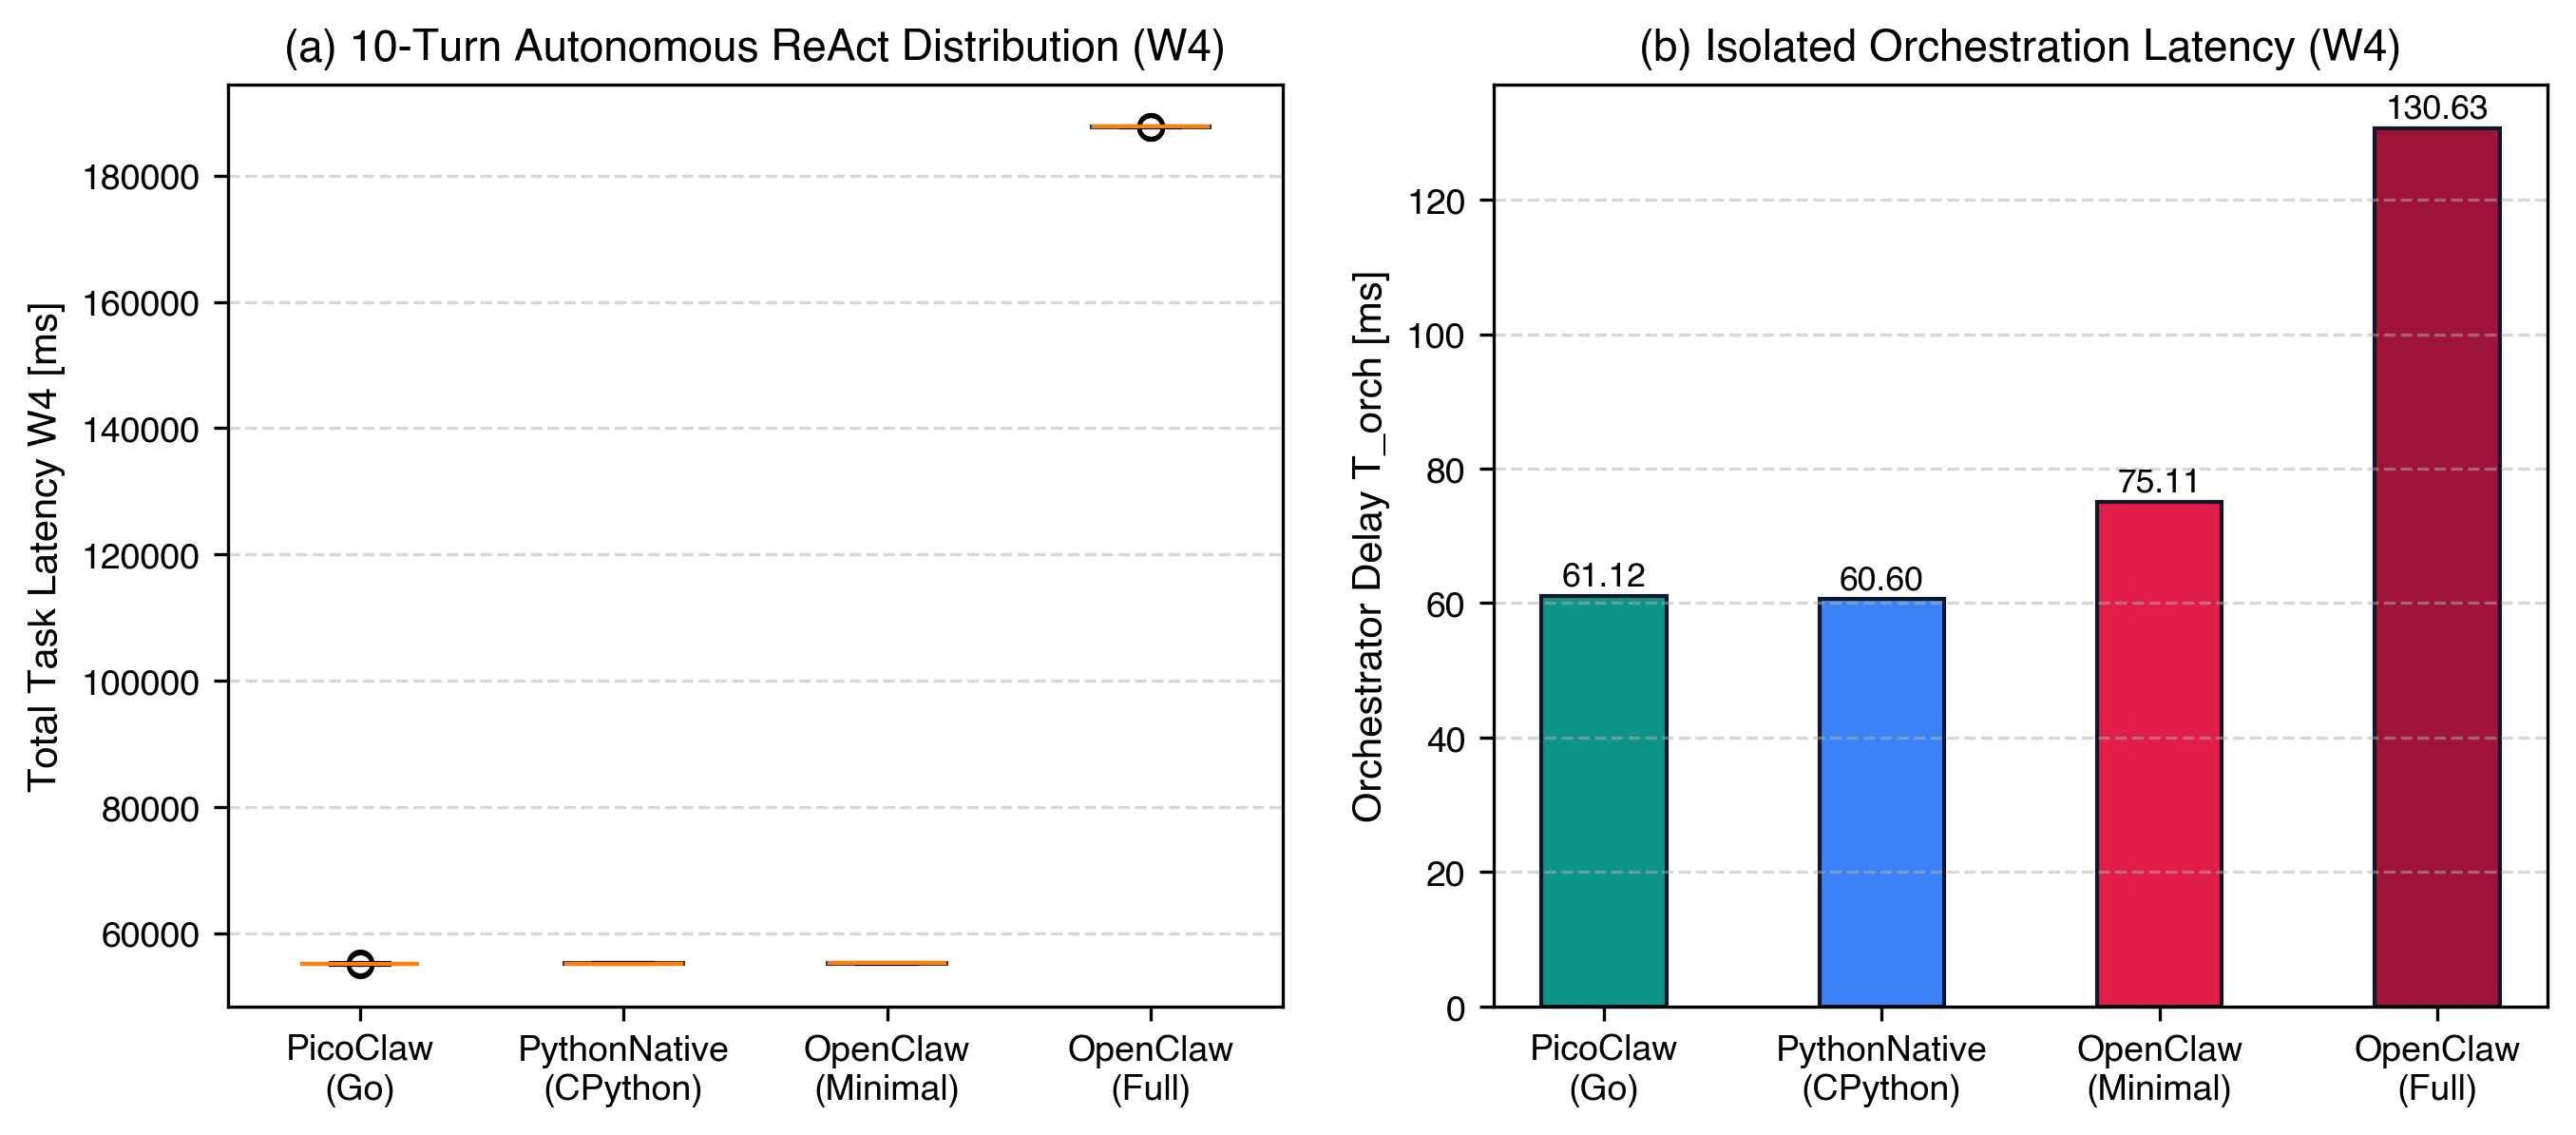 (a) 10-Turn Autonomous ReAct Distribution (W4)
Total Task Latency W4 [ms]
180000
160000
140000
120000
100000
80000
60000
PicoClaw
(Go)
PythonNative
(CPython)
OpenClaw
(Minimal)
OpenClaw
(Full)
(b) Isolated Orchestration Latency (W4)
Orchestrator Delay T_orch [ms]
120
100
80
60
40
20
0
61.12
60.60
75.11
130.63
PicoClaw
(Go)
PythonNative
(CPython)
OpenClaw
(Minimal)
OpenClaw
(Full)